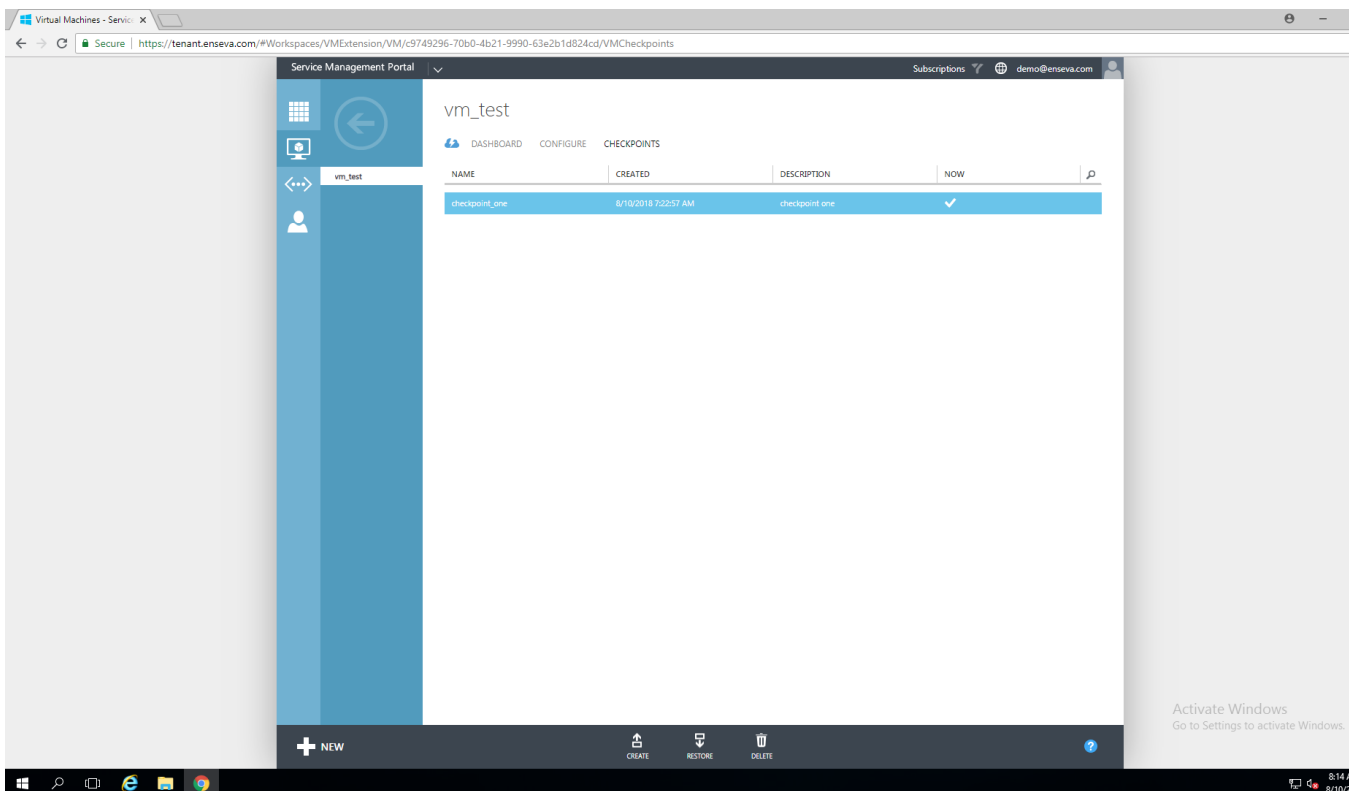 Virtual Machines - Servic
Secure https://tenant.enseva.com/#Workspaces/VMExtension/VM/c9749296-70b0-4b21-9990-63e2b1d824cd/VMCheckpoints
Service Management Portal Subscriptions demo@enseva.com
vm_test
DASHBOARD CONFIGURE CHECKPOINTS
vm_test
NAME CREATED DESCRIPTION NOW
checkpoint_one 8/10/2018 7:22:57 AM checkpoint one
Activate Windows
Go to Settings to activate Windows.
NEW CREATE RESTORE DELETE ?
8:14 A
8/10/2